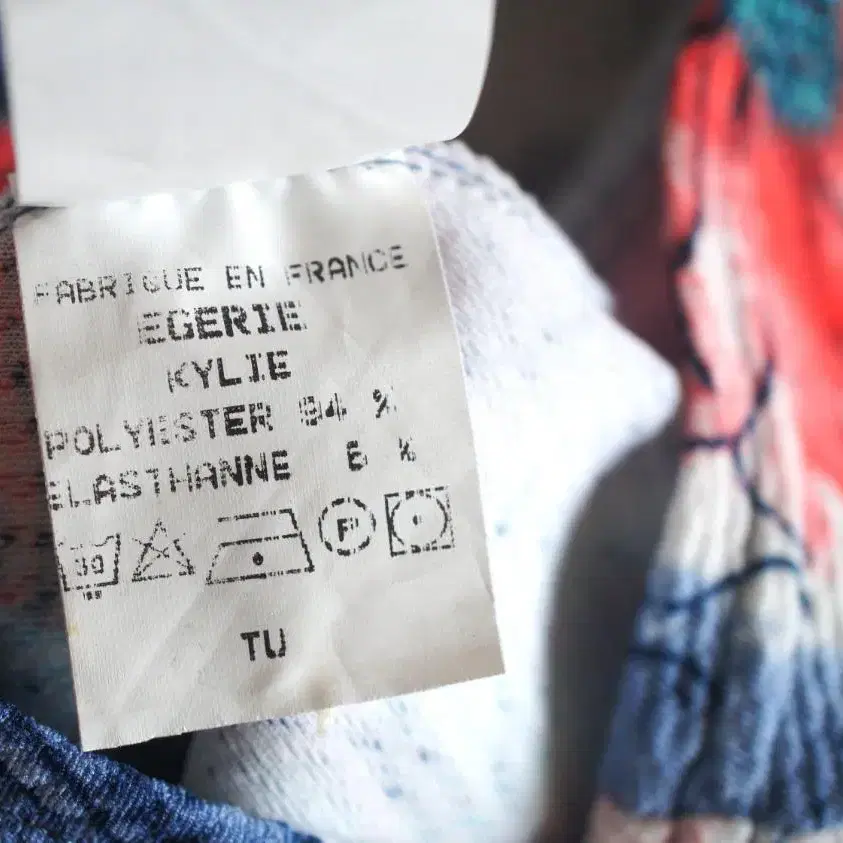 FABRIQUE EN FRANCE
EGERIE
KYLIE
POLYESTER 94 %
ELASTHANNE 6 %
30 P
TU